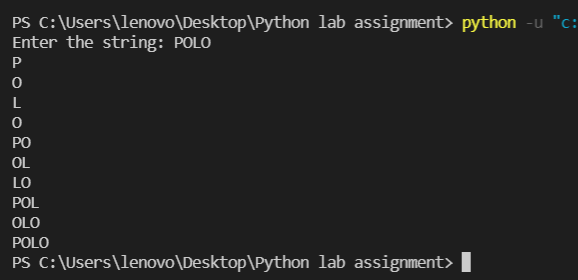 PS C:\Users\lenovo\Desktop\Python lab assignment> python -u "c:
Enter the string: POLO
P
O
L
O
PO
OL
LO
POL
OLO
POLO
PS C:\Users\lenovo\Desktop\Python lab assignment>